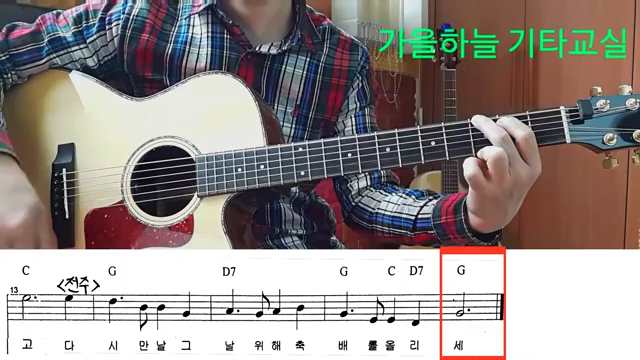 가을하늘 기타교실
C G D7 G C D7 G
<전주>
13
고 다 시 만 날 그 날 위 해 축 배 를 올 리 세